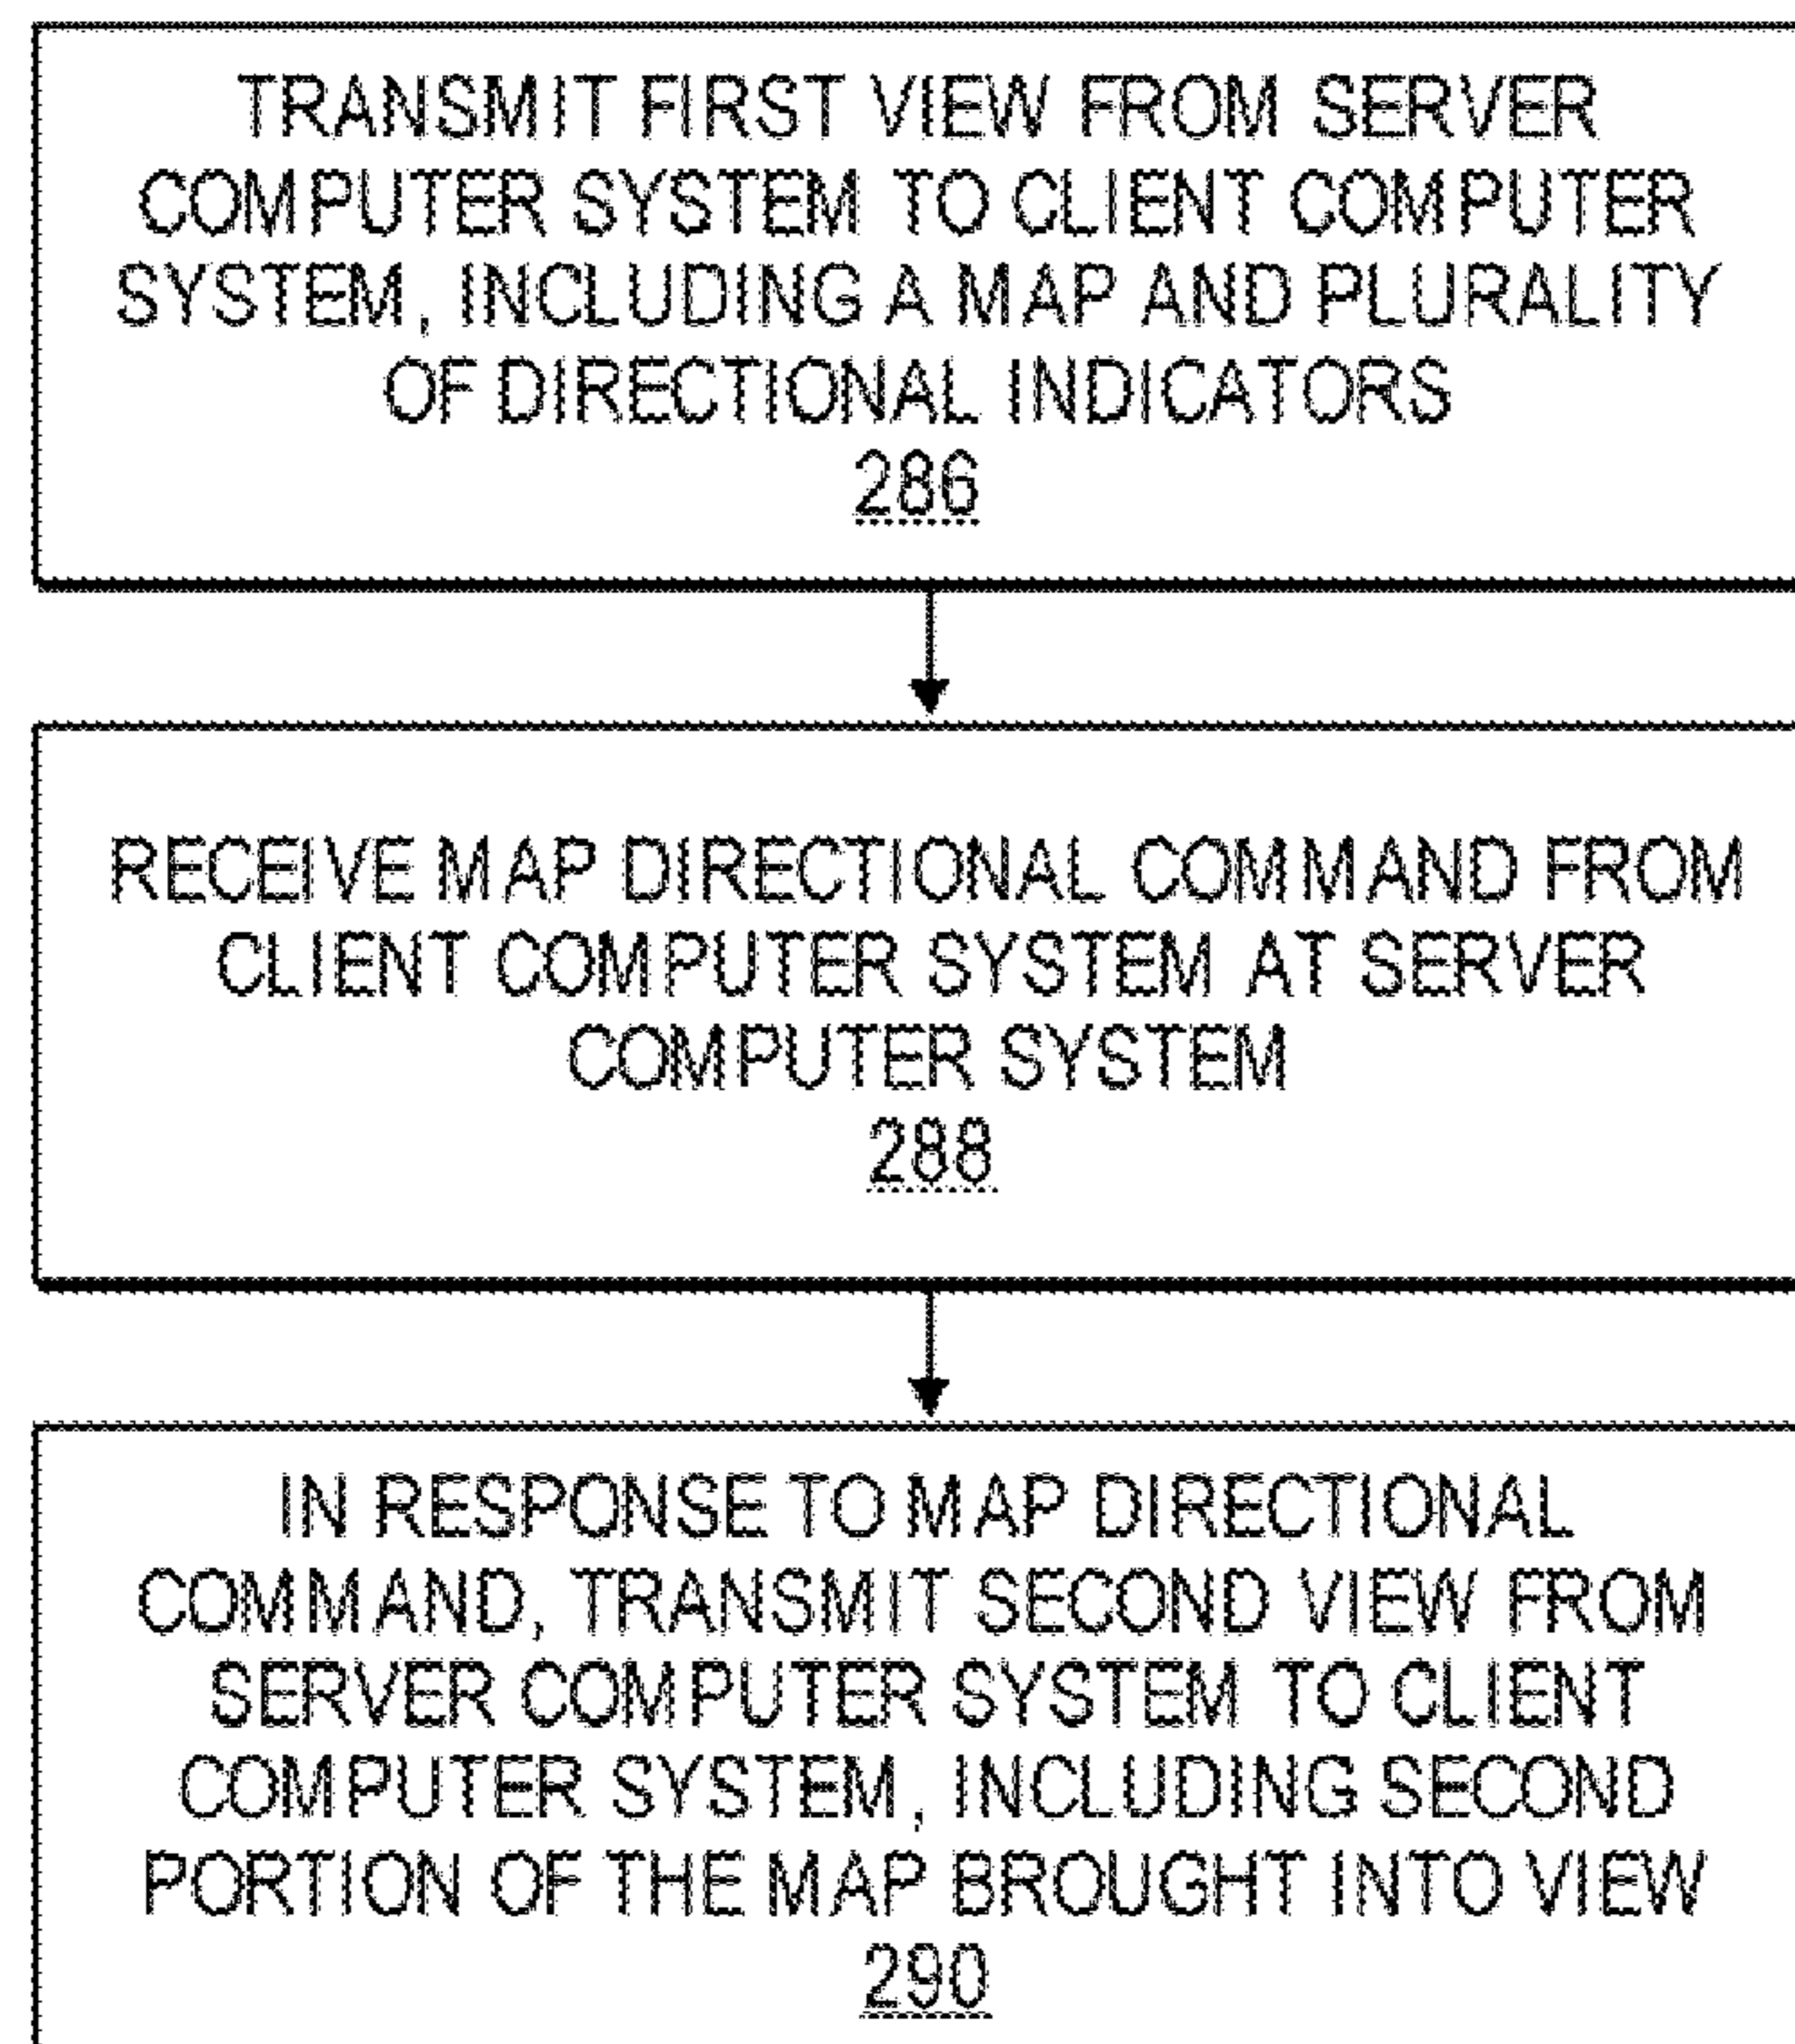 TRANSMIT FIRST VIEW FROM SERVER
COMPUTER SYSTEM TO CLIENT COMPUTER
SYSTEM, INCLUDING A MAP AND PLURALITY
OF DIRECTIONAL INDICATORS
286
RECEIVE MAP DIRECTIONAL COMMAND FROM
CLIENT COMPUTER SYSTEM AT SERVER
COMPUTER SYSTEM
288
IN RESPONSE TO MAP DIRECTIONAL
COMMAND, TRANSMIT SECOND VIEW FROM
SERVER COMPUTER SYSTEM TO CLIENT
COMPUTER SYSTEM, INCLUDING SECOND
PORTION OF THE MAP BROUGHT INTO VIEW
290